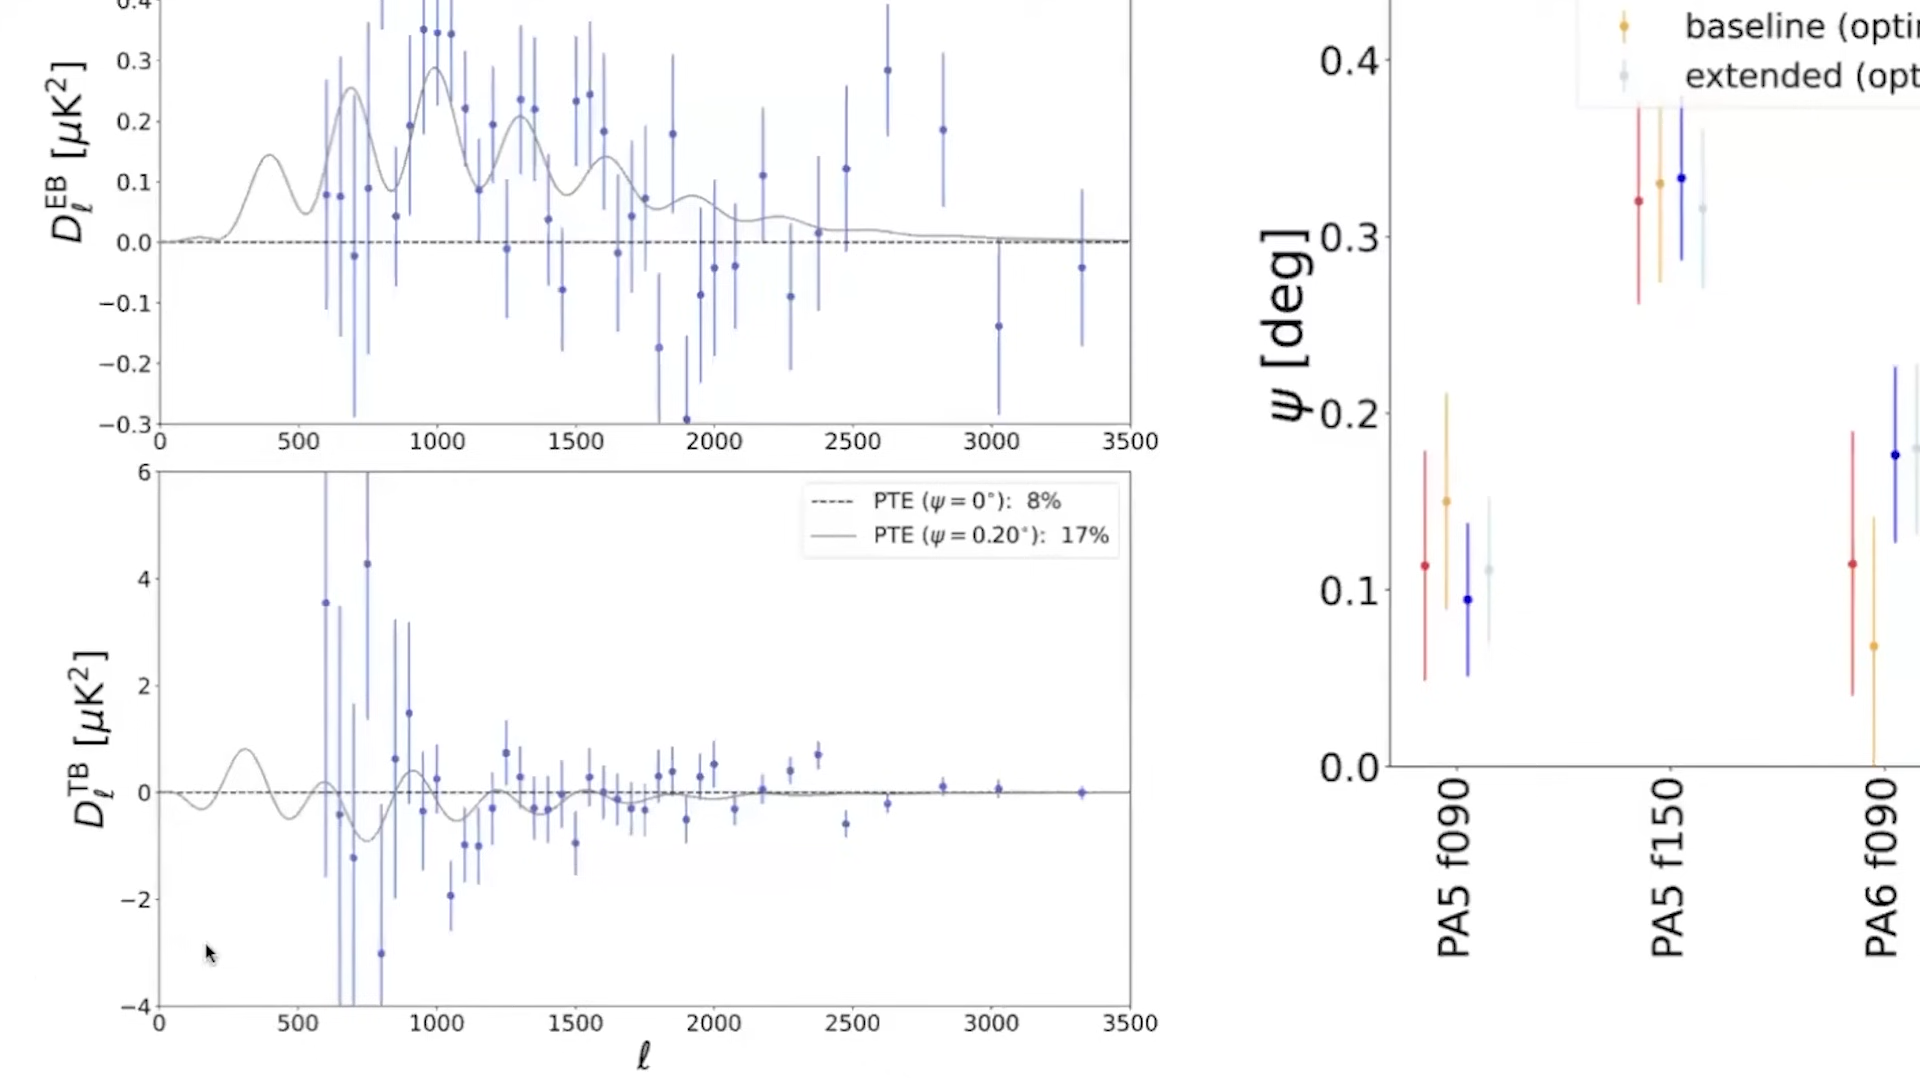 0.4
0.3
0.2
0.1
0.0
−0.1
−0.2
−0.3
D_ℓ^EB [μK²]
0 500 1000 1500 2000 2500 3000 3500
6
4
2
0
−2
−4
D_ℓ^TB [μK²]
PTE (ψ = 0°): 8%
PTE (ψ = 0.20°): 17%
0 500 1000 1500 2000 2500 3000 3500
ℓ
baseline (optin
extended (opt
0.4
0.3
0.2
0.1
0.0
ψ [deg]
PA5 f090
PA5 f150
PA6 f090